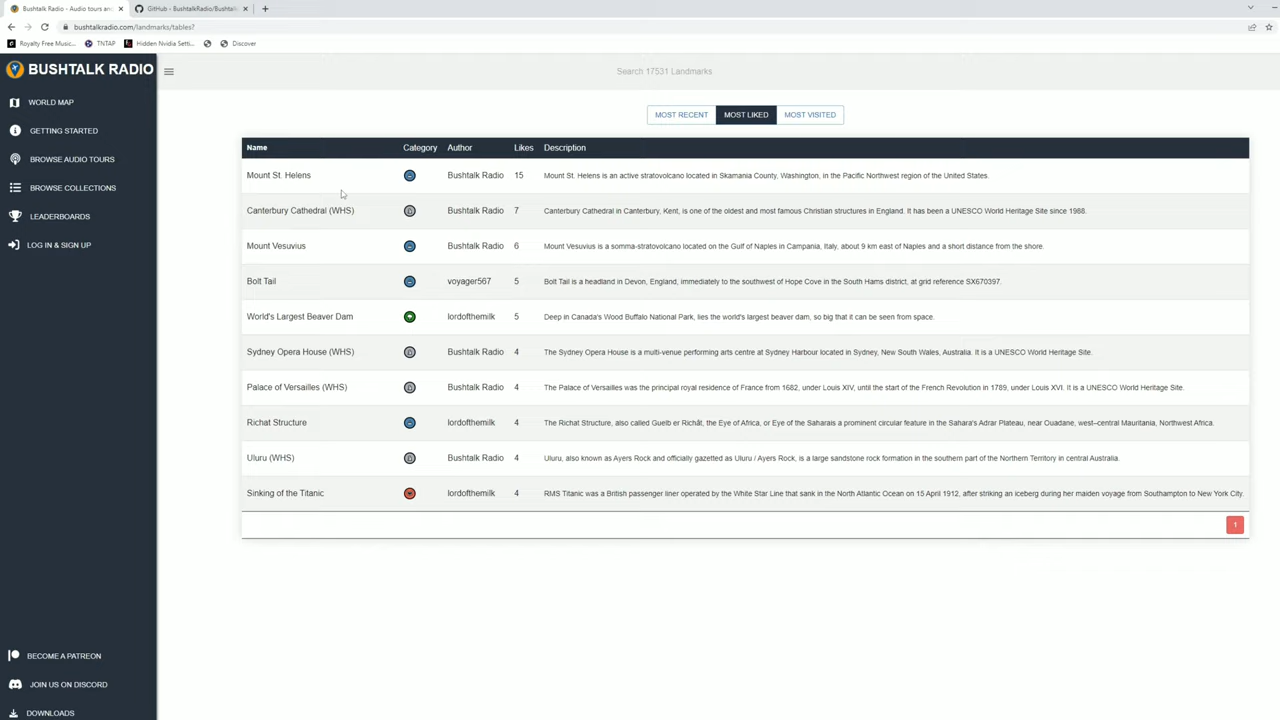 Bushtalk Radio - Audio tours an
GitHub - BushtalkRadio/Bushtalk
bushtalkradio.com/landmarks/tables?
Royalty Free Music...
TNTAP
Hidden Nvidia Setti...
Discover
BUSHTALK RADIO
Search 17531 Landmarks
WORLD MAP
GETTING STARTED
BROWSE AUDIO TOURS
BROWSE COLLECTIONS
LEADERBOARDS
LOG IN & SIGN UP
BECOME A PATREON
JOIN US ON DISCORD
DOWNLOADS
MOST RECENT MOST LIKED MOST VISITED
Name Category Author Likes Description
Mount St. Helens Bushtalk Radio 15 Mount St. Helens is an active stratovolcano located in Skamania County, Washington, in the Pacific Northwest region of the United States.
Canterbury Cathedral (WHS) Bushtalk Radio 7 Canterbury Cathedral in Canterbury, Kent, is one of the oldest and most famous Christian structures in England. It has been a UNESCO World Heritage Site since 1988.
Mount Vesuvius Bushtalk Radio 6 Mount Vesuvius is a somma-stratovolcano located on the Gulf of Naples in Campania, Italy, about 9 km east of Naples and a short distance from the shore.
Bolt Tail voyager567 5 Bolt Tail is a headland in Devon, England, immediately to the southwest of Hope Cove in the South Hams district, at grid reference SX670397.
World's Largest Beaver Dam lordofthemilk 5 Deep in Canada's Wood Buffalo National Park, lies the world's largest beaver dam, so big that it can be seen from space.
Sydney Opera House (WHS) Bushtalk Radio 4 The Sydney Opera House is a multi-venue performing arts centre at Sydney Harbour located in Sydney, New South Wales, Australia. It is a UNESCO World Heritage Site.
Palace of Versailles (WHS) Bushtalk Radio 4 The Palace of Versailles was the principal royal residence of France from 1682, under Louis XIV, until the start of the French Revolution in 1789, under Louis XVI. It is a UNESCO World Heritage Site.
Richat Structure lordofthemilk 4 The Richat Structure, also called Guelb er Richât, the Eye of Africa, or Eye of the Saharais a prominent circular feature in the Sahara's Adrar Plateau, near Ouadane, west–central Mauritania, Northwest Africa.
Uluru (WHS) Bushtalk Radio 4 Uluru, also known as Ayers Rock and officially gazetted as Uluru / Ayers Rock, is a large sandstone rock formation in the southern part of the Northern Territory in central Australia.
Sinking of the Titanic lordofthemilk 4 RMS Titanic was a British passenger liner operated by the White Star Line that sank in the North Atlantic Ocean on 15 April 1912, after striking an iceberg during her maiden voyage from Southampton to New York City.
1